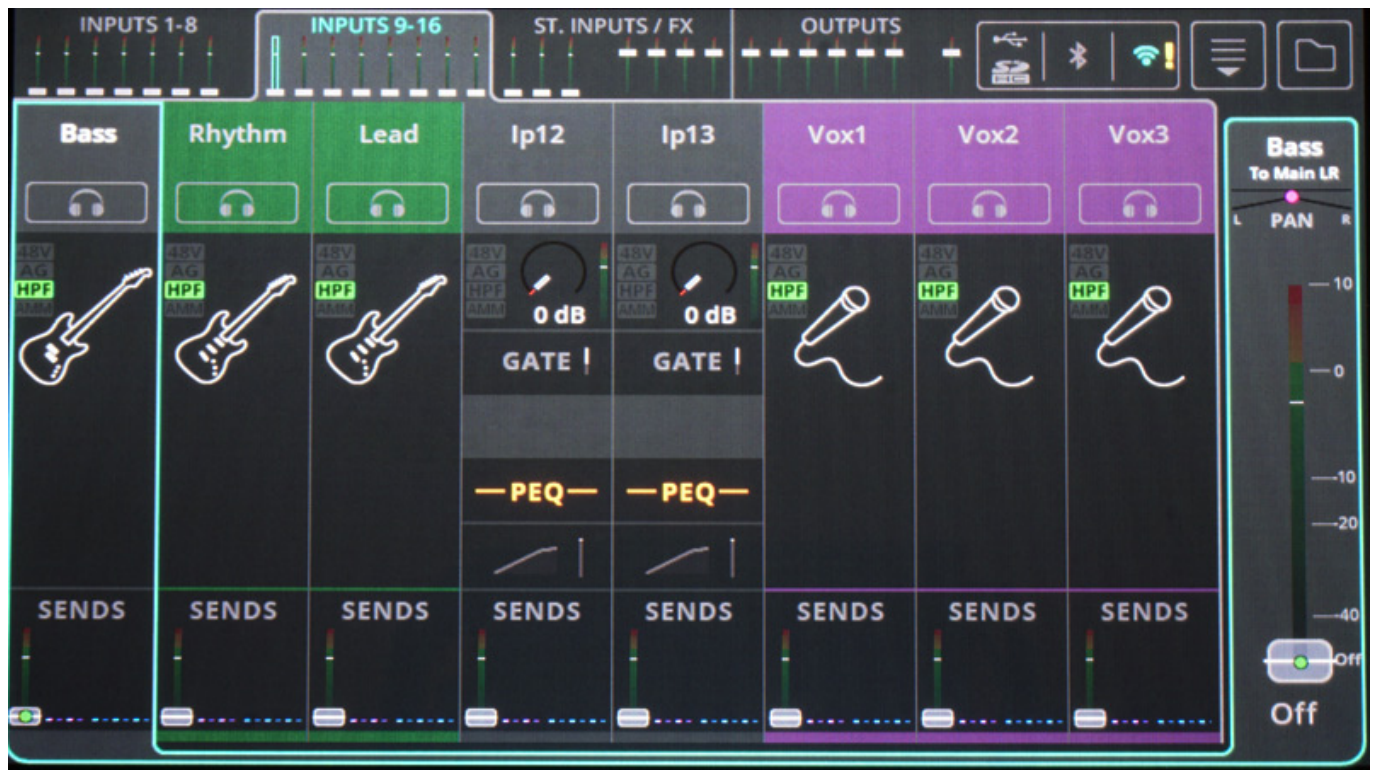 INPUTS 1-8 INPUTS 9-16 ST. INPUTS / FX OUTPUTS
Bass Rhythm Lead Ip12 Ip13 Vox1 Vox2 Vox3
Bass
To Main LR
L PAN R
48V 48V 48V 48V 48V 48V 48V 48V
AG AG AG AG AG AG AG AG
HPF HPF HPF HPF HPF HPF HPF HPF
AMM AMM AMM AMM AMM AMM AMM AMM
0 dB 0 dB
GATE GATE
PEQ PEQ
SENDS SENDS SENDS SENDS SENDS SENDS SENDS SENDS
10
0
-10
-20
-40
Off
Off